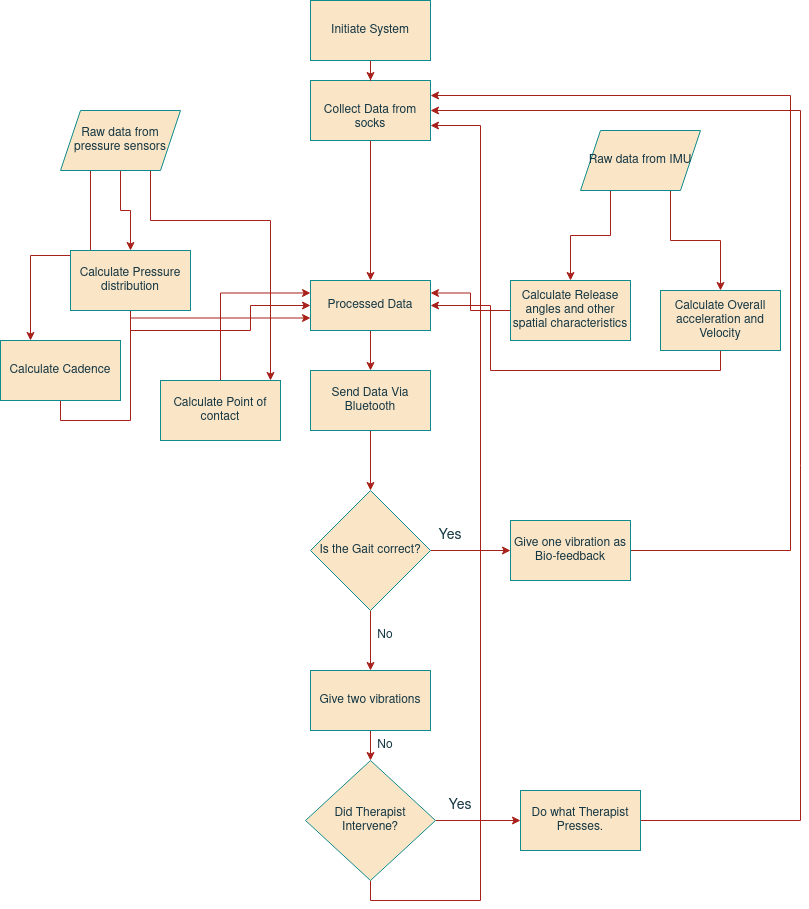 Initiate System
Collect Data from
socks
Raw data from
pressure sensors
Raw data from IMU
Calculate Pressure
distribution
Processed Data
Calculate Release
angles and other
spatial characteristics
Calculate Overall
acceleration and
Velocity
Calculate Cadence
Calculate Point of
contact
Send Data Via
Bluetooth
Is the Gait correct?
Yes
Give one vibration as
Bio-feedback
No
Give two vibrations
No
Did Therapist
Intervene?
Yes
Do what Therapist
Presses.